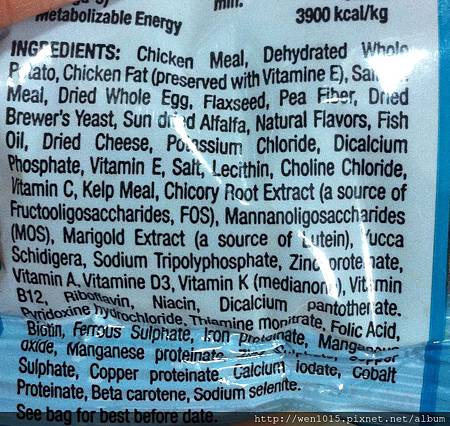 Metabolizable Energy min. 3900 kcal/kg
INGREDIENTS: Chicken Meal, Dehydrated Whole
Potato, Chicken Fat (preserved with Vitamine E),
Meal, Dried Whole Egg, Flaxseed, Pea Fiber, Dried
Brewer's Yeast, Sun dried Alfalfa, Natural Flavors, Fish
Oil, Dried Cheese, Potassium Chloride, Dicalcium
Phosphate, Vitamin E, Salt, Lecithin, Choline Chloride,
Vitamin C, Kelp Meal, Chicory Root Extract (a source of
Fructooligosaccharides, FOS), Mannanoligosaccharides
(MOS), Marigold Extract (a source of Lutein), Yucca
Schidigera, Sodium Tripolyphosphate, Zinc proteinate,
Vitamin A, Vitamine D3, Vitamin K Vitamin
B12, Riboflavin, Niacin, Dicalcium pantotherate.
Pyridoxine hydrochloride, Thiamine monitrate, Folic Acid,
Biotin, Ferrous Sulphate, Iron Proteinate, Manganous
oxide, Manganese proteinate, Copper
Sulphate, Copper proteinate. Calcium Iodate, Cobalt
Proteinate, Beta carotene, Sodium selenite.
See bag for best before date.
http://wen1015.pixnet.net/album